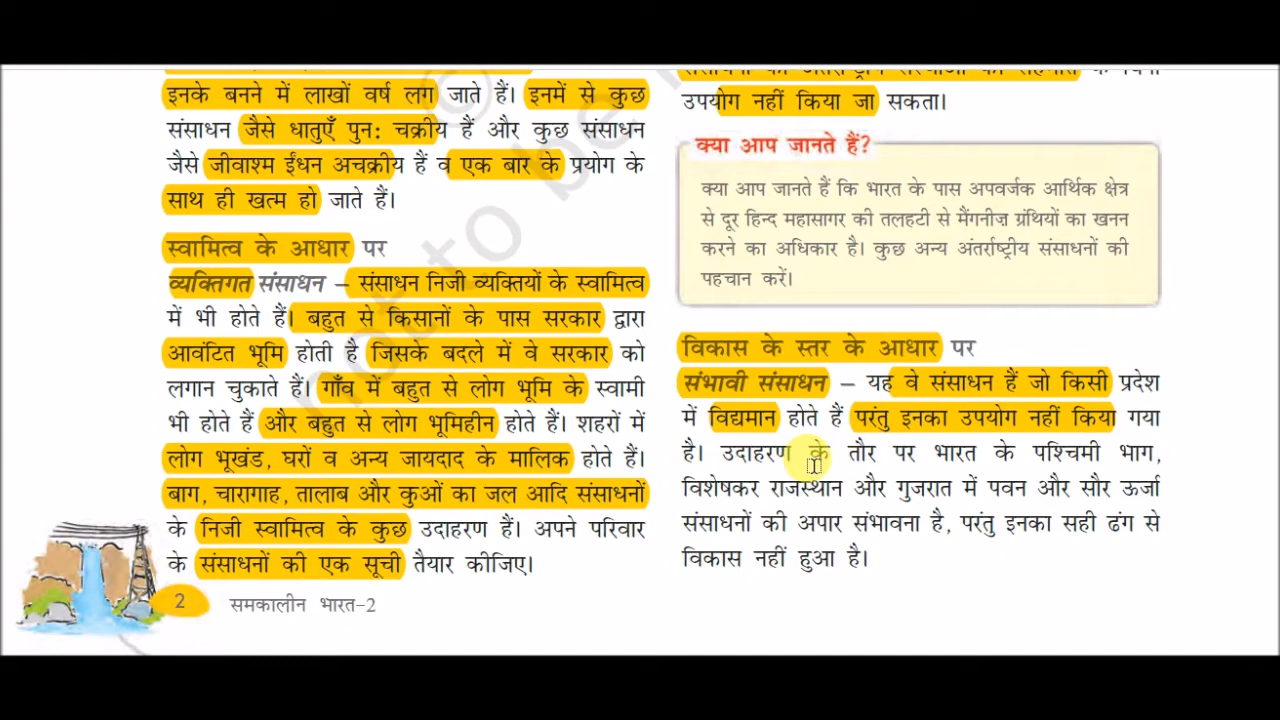 इनके बनने में लाखों वर्ष लग जाते हैं। इनमें से कुछ
संसाधन जैसे धातुएँ पुनः चक्रीय हैं और कुछ संसाधन
जैसे जीवाश्म ईंधन अचक्रीय हैं व एक बार के प्रयोग के
साथ ही खत्म हो जाते हैं।
स्वामित्व के आधार पर
व्यक्तिगत संसाधन – संसाधन निजी व्यक्तियों के स्वामित्व
में भी होते हैं। बहुत से किसानों के पास सरकार द्वारा
आवंटित भूमि होती है जिसके बदले में वे सरकार को
लगान चुकाते हैं। गाँव में बहुत से लोग भूमि के स्वामी
भी होते हैं और बहुत से लोग भूमिहीन होते हैं। शहरों में
लोग भूखंड, घरों व अन्य जायदाद के मालिक होते हैं।
बाग, चारागाह, तालाब और कुओं का जल आदि संसाधनों
के निजी स्वामित्व के कुछ उदाहरण हैं। अपने परिवार
के संसाधनों की एक सूची तैयार कीजिए।
2 समकालीन भारत-2
उपयोग नहीं किया जा सकता।
क्या आप जानते हैं?
क्या आप जानते हैं कि भारत के पास अपवर्जक आर्थिक क्षेत्र
से दूर हिन्द महासागर की तलहटी से मैंगनीज़ ग्रंथियों का खनन
करने का अधिकार है। कुछ अन्य अंतर्राष्ट्रीय संसाधनों की
पहचान करें।
विकास के स्तर के आधार पर
संभावी संसाधन – यह वे संसाधन हैं जो किसी प्रदेश
में विद्यमान होते हैं परंतु इनका उपयोग नहीं किया गया
है। उदाहरण के तौर पर भारत के पश्चिमी भाग,
विशेषकर राजस्थान और गुजरात में पवन और सौर ऊर्जा
संसाधनों की अपार संभावना है, परंतु इनका सही ढंग से
विकास नहीं हुआ है।
not to be